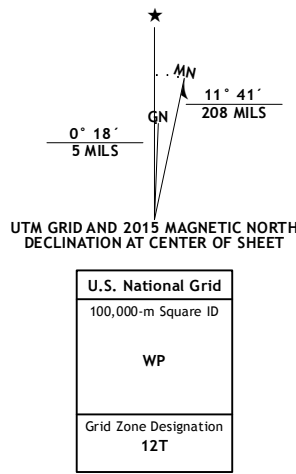 MN
GN
11° 41´
208 MILS
0° 18´
5 MILS
UTM GRID AND 2015 MAGNETIC NORTH
DECLINATION AT CENTER OF SHEET
U.S. National Grid
100,000-m Square ID
WP
Grid Zone Designation
12T